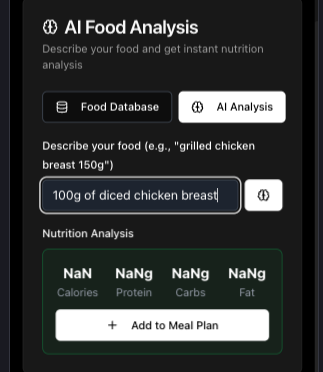 AI Food Analysis
Describe your food and get instant nutrition
analysis
Food Database
AI Analysis
Describe your food (e.g., "grilled chicken
breast 150g")
100g of diced chicken breast
Nutrition Analysis
NaN NaNg NaNg NaNg
Calories Protein Carbs Fat
+ Add to Meal Plan